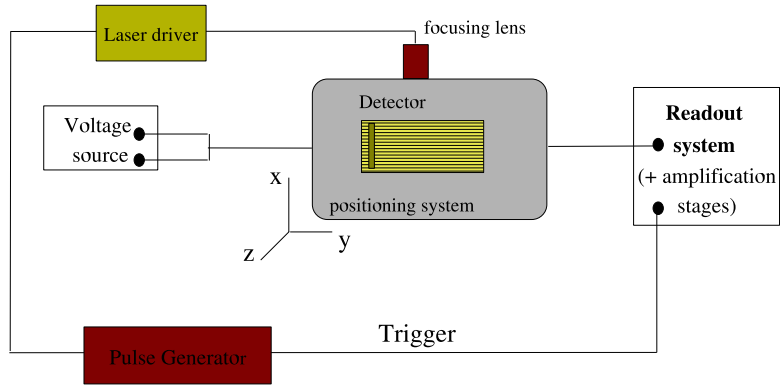 Laser driver
focusing lens
Voltage
source
Detector
positioning system
Readout
system
(+ amplification
stages)
x
y
z
Trigger
Pulse Generator